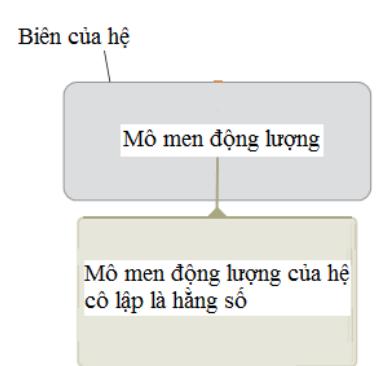 Biên của hệ
Mô men động lượng
Mô men động lượng của hệ
cô lập là hằng số